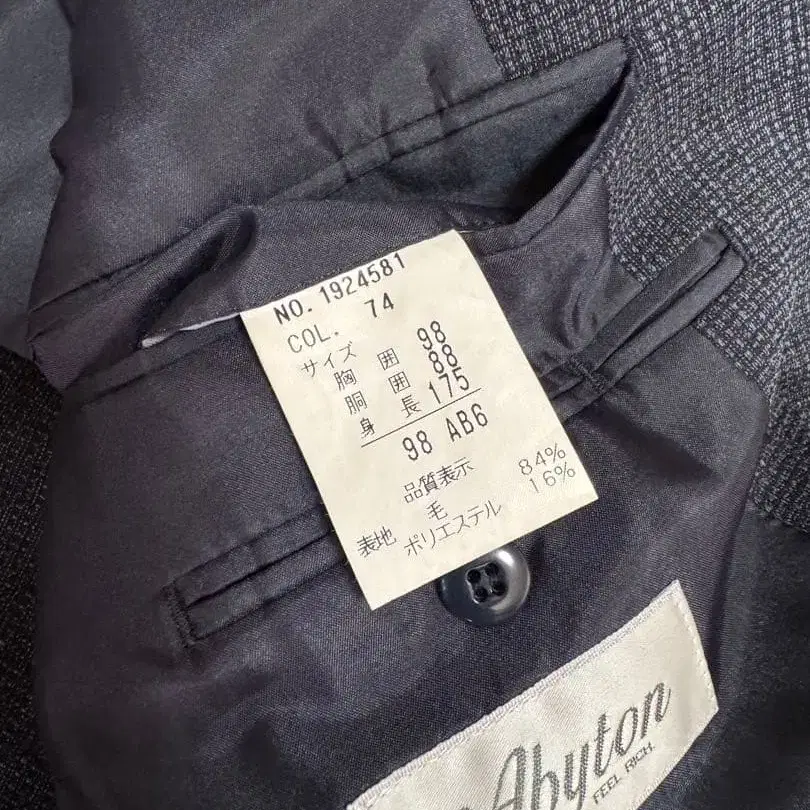 NO. 1924581
COL. 74
サイズ
胸 囲 98
胴 囲 88
身 長 175
98 AB6
品質表示
毛 84%
表地 ポリエステル 16%
Abyton
FEEL RICH.